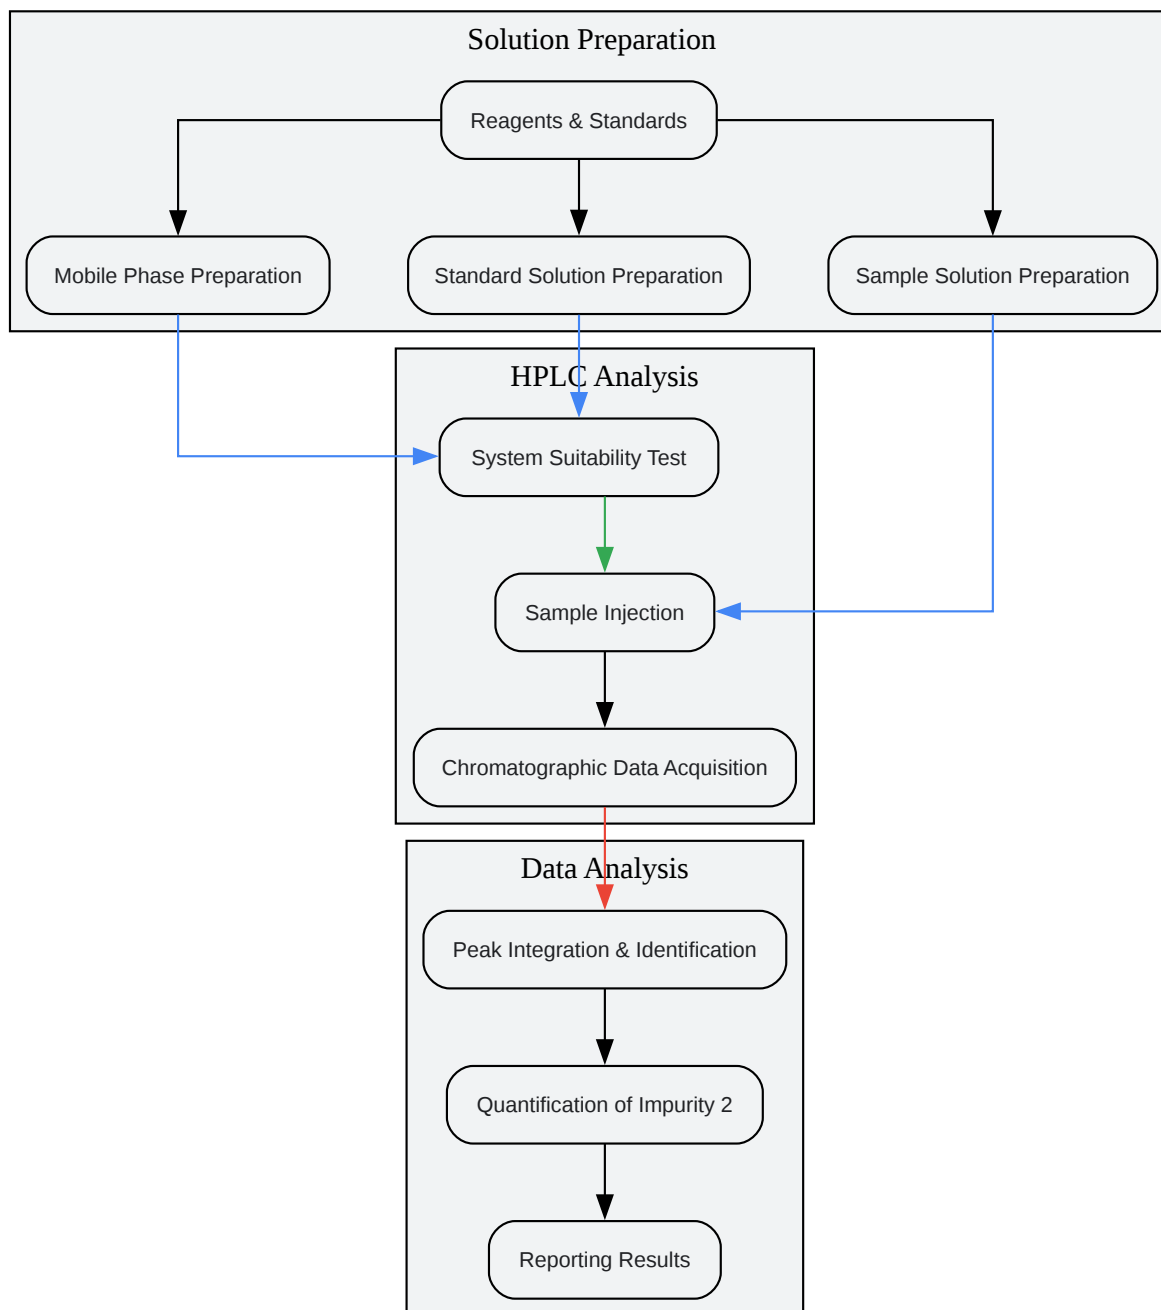 Solution Preparation
Reagents & Standards
Mobile Phase Preparation
Standard Solution Preparation
Sample Solution Preparation
HPLC Analysis
System Suitability Test
Sample Injection
Chromatographic Data Acquisition
Data Analysis
Peak Integration & Identification
Quantification of Impurity 2
Reporting Results